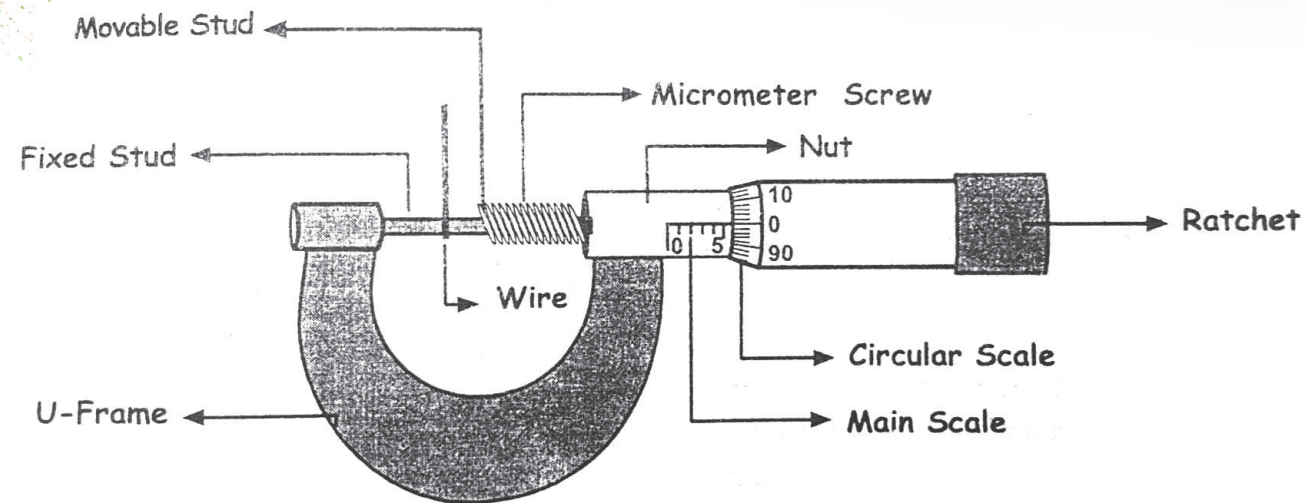 Movable Stud
Micrometer Screw
Nut
Fixed Stud
10
0
90
0 5
Ratchet
Wire
Circular Scale
U-Frame
Main Scale